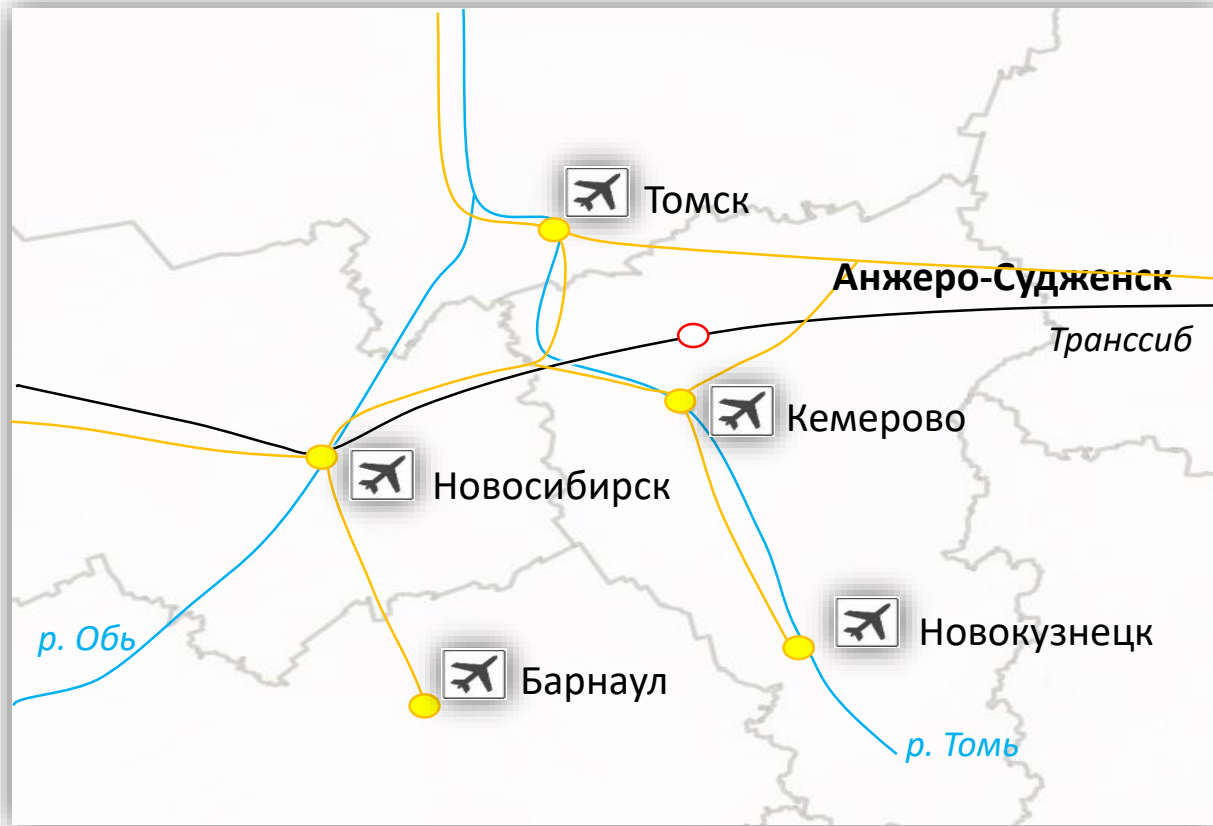 Томск
Анжеро-Судженск
Транссиб
Кемерово
Новосибирск
р. Обь
Новокузнецк
Барнаул
р. Томь